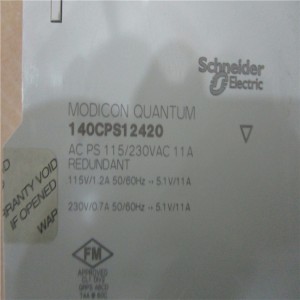 Schneider
Electric
MODICON QUANTUM
140CPS12420
AC PS 115/230VAC 11A
REDUNDANT
115V/1.2A 50/60Hz → 5.1V/11A
230V/0.7A 50/60Hz → 5.1V/11A
WARRANTY VOID
IF OPENED
WAP
FM
APPROVED